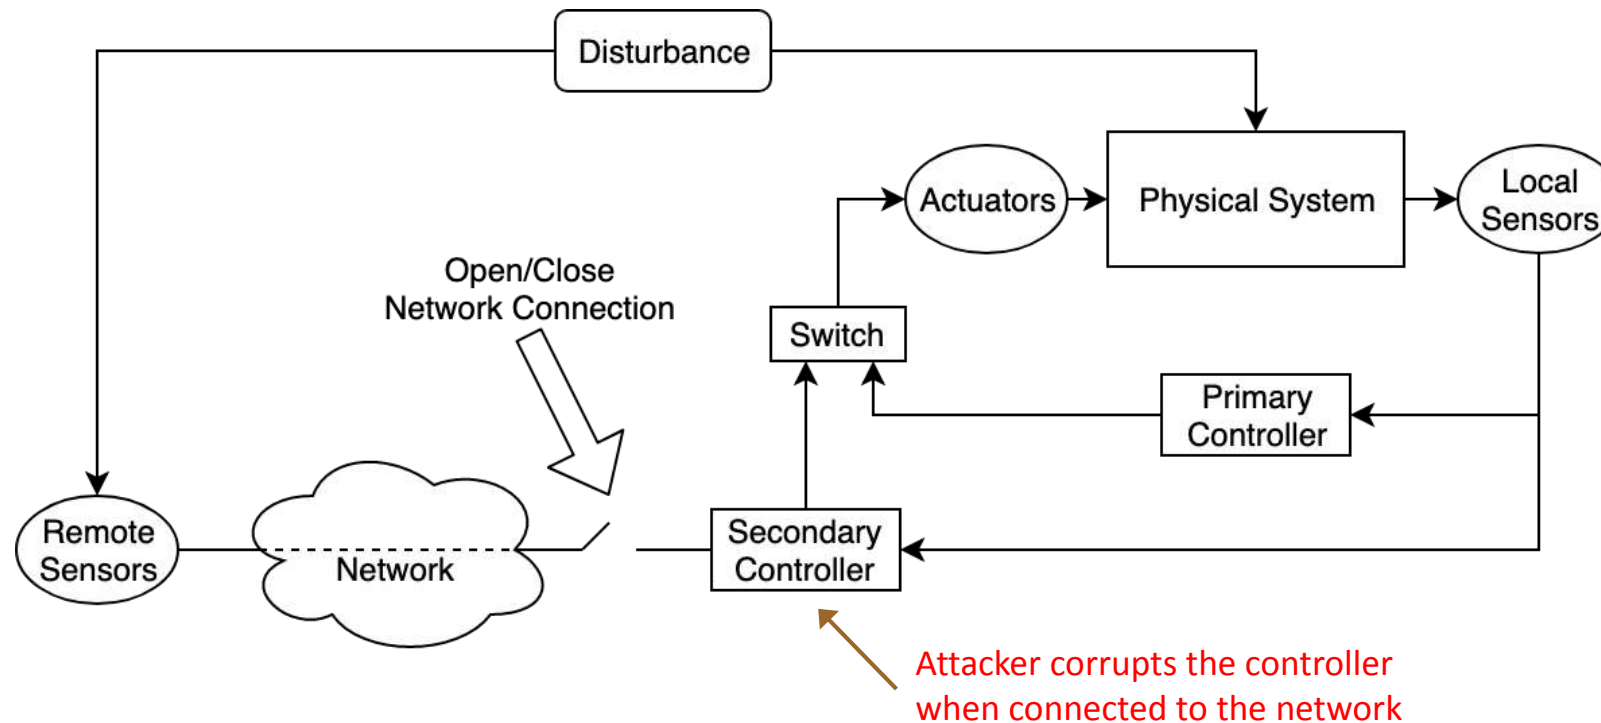 Disturbance
Actuators
Physical System
Local
Sensors
Open/Close
Network Connection
Switch
Primary
Controller
Remote
Sensors
Network
Secondary
Controller
Attacker corrupts the controller
when connected to the network